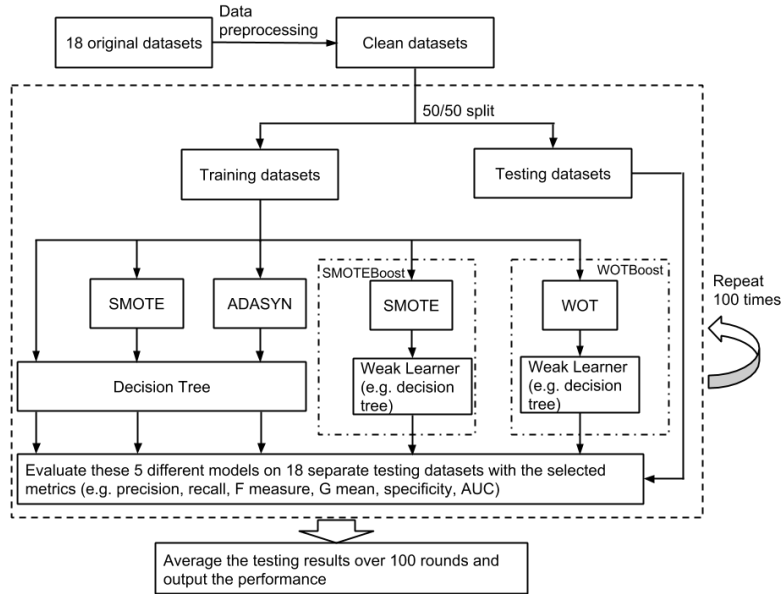 Data
preprocessing
18 original datasets
Clean datasets
50/50 split
Training datasets
Testing datasets
SMOTEBoost
WOTBoost
SMOTE
ADASYN
SMOTE
WOT
Repeat
100 times
Decision Tree
Weak Learner
(e.g. decision
tree)
Weak Learner
(e.g. decision
tree)
Evaluate these 5 different models on 18 separate testing datasets with the selected
metrics (e.g. precision, recall, F measure, G mean, specificity, AUC)
Average the testing results over 100 rounds and
output the performance